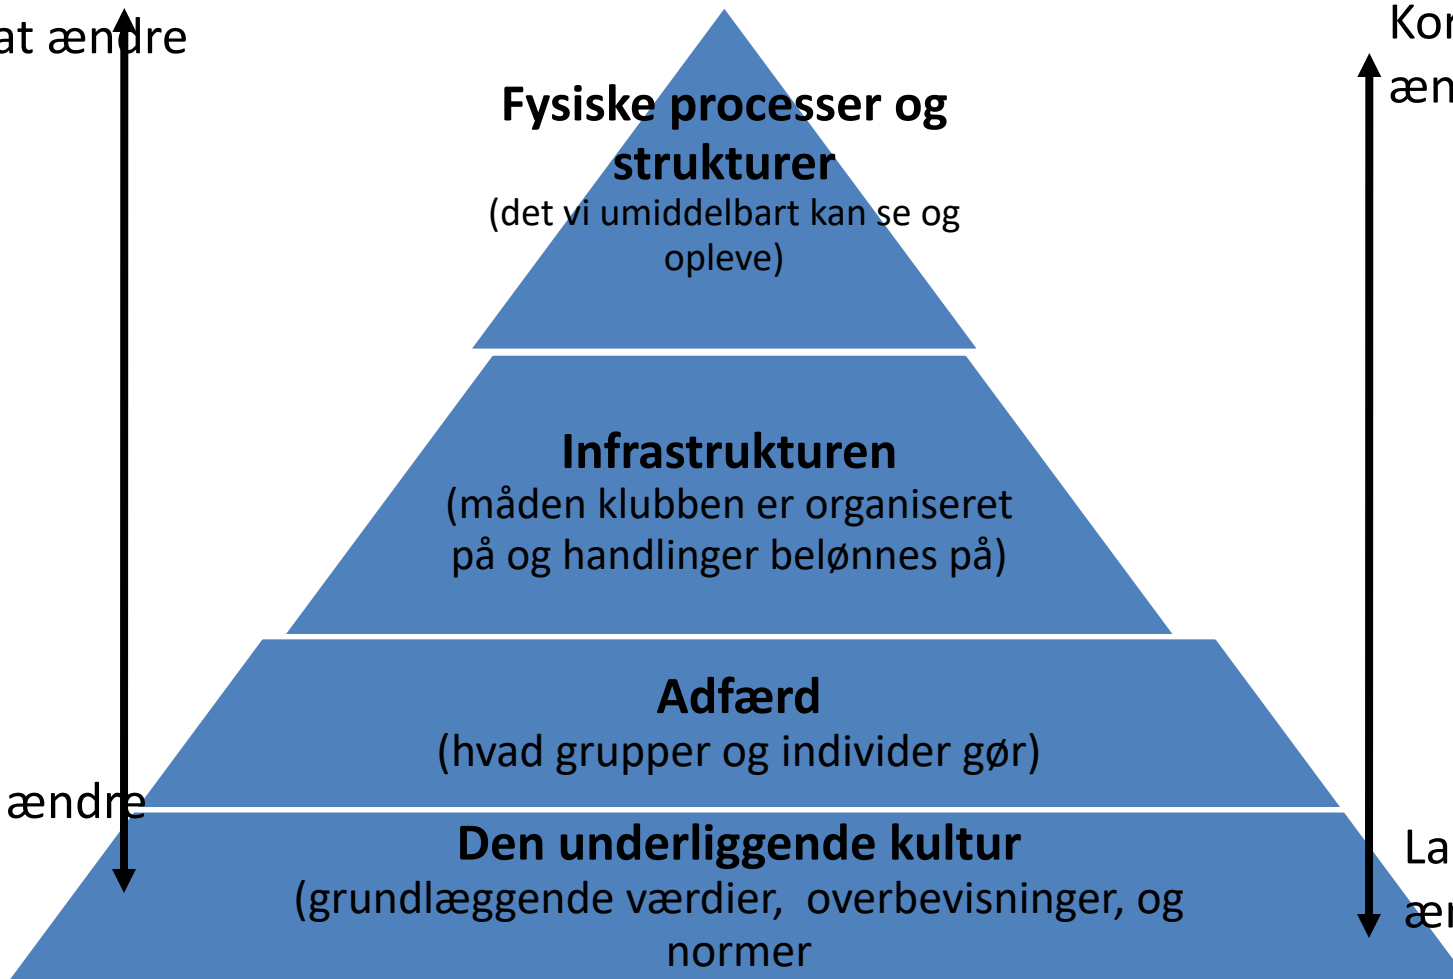 at ændre
Fysiske processer og
strukturer
(det vi umiddelbart kan se og
opleve)
Infrastrukturen
(måden klubben er organiseret
på og handlinger belønnes på)
Adfærd
(hvad grupper og individer gør)
ændre
Den underliggende kultur
(grundlæggende værdier,  overbevisninger, og
normer